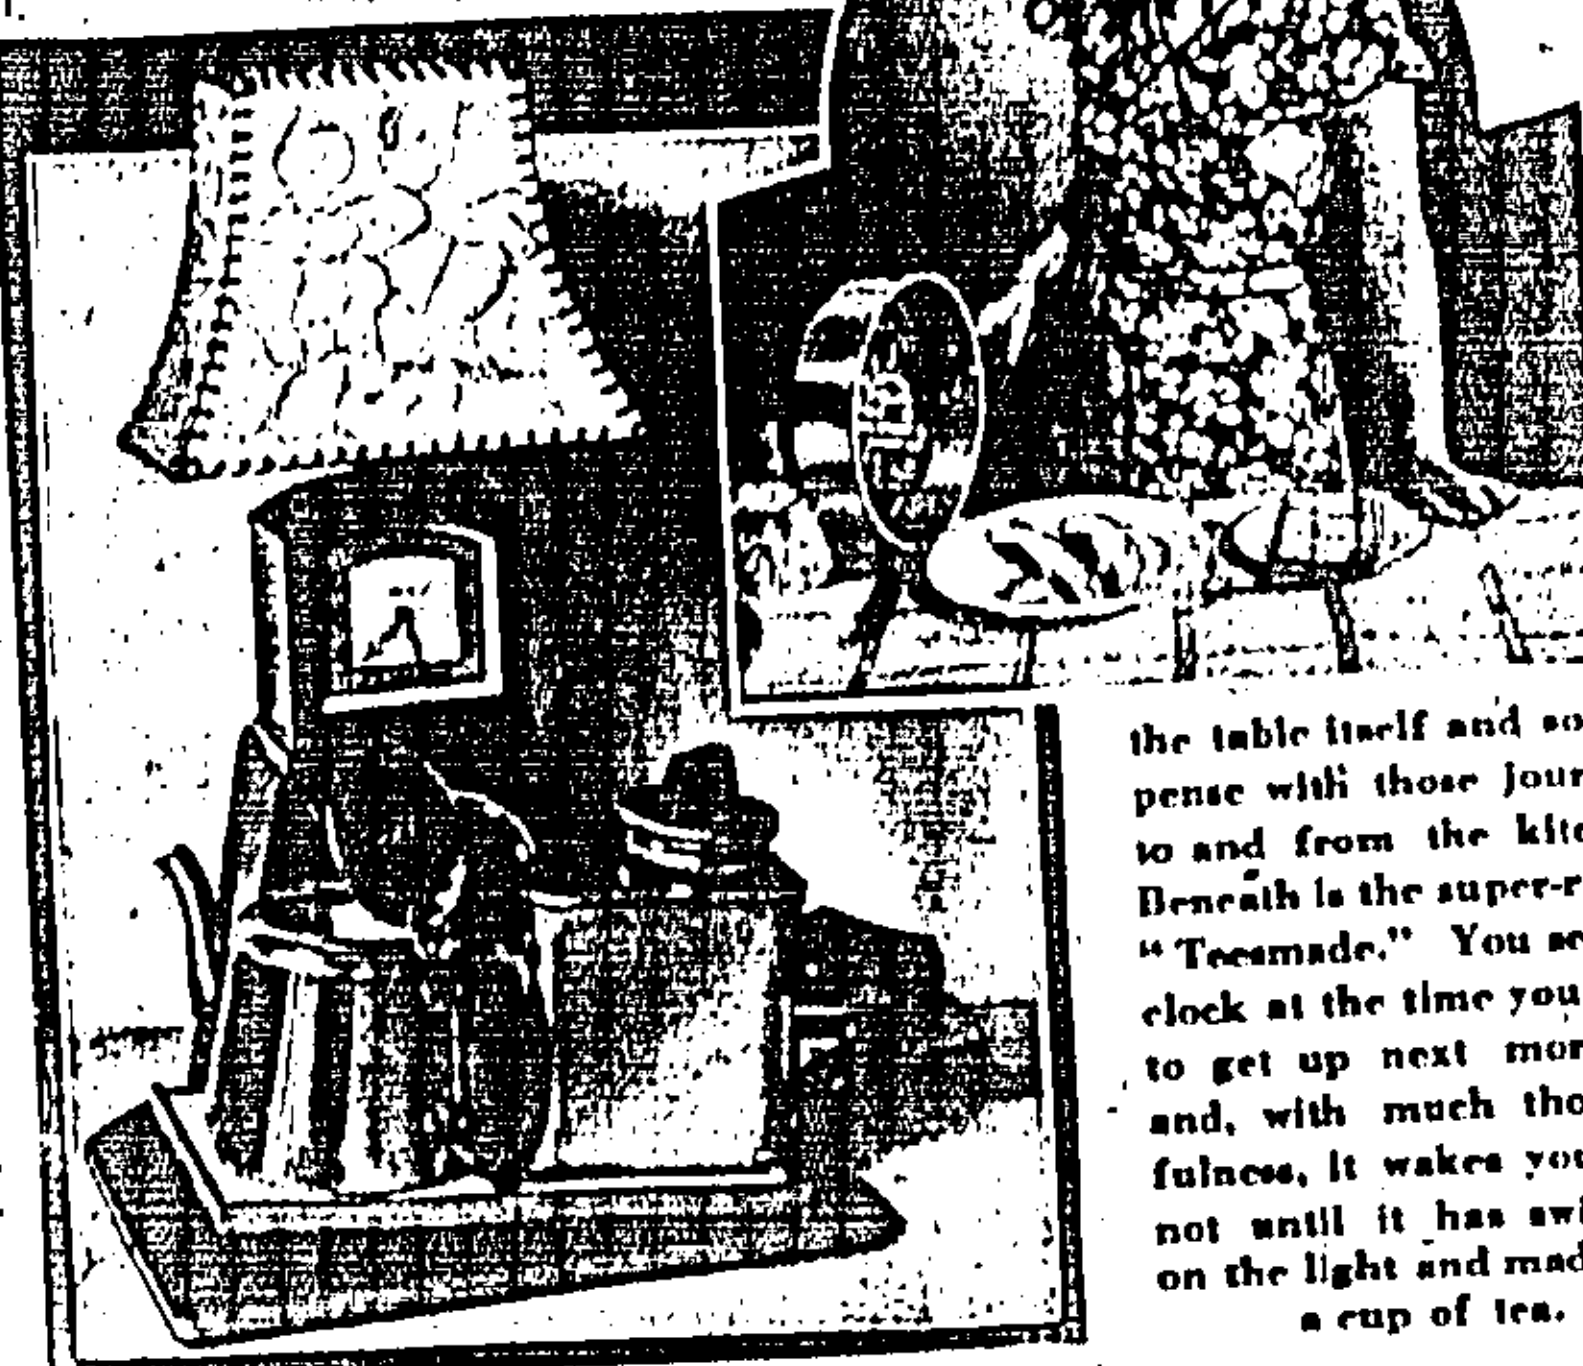 the table itself and so
pense with those Jour
to and from the kitc
Beneath is the super-r
" Teesmade." You se
clock at the time you
to get up next mor
and, with much tho
fulness, it wakes you
not until it has swi
on the light and mad
a cup of tea.